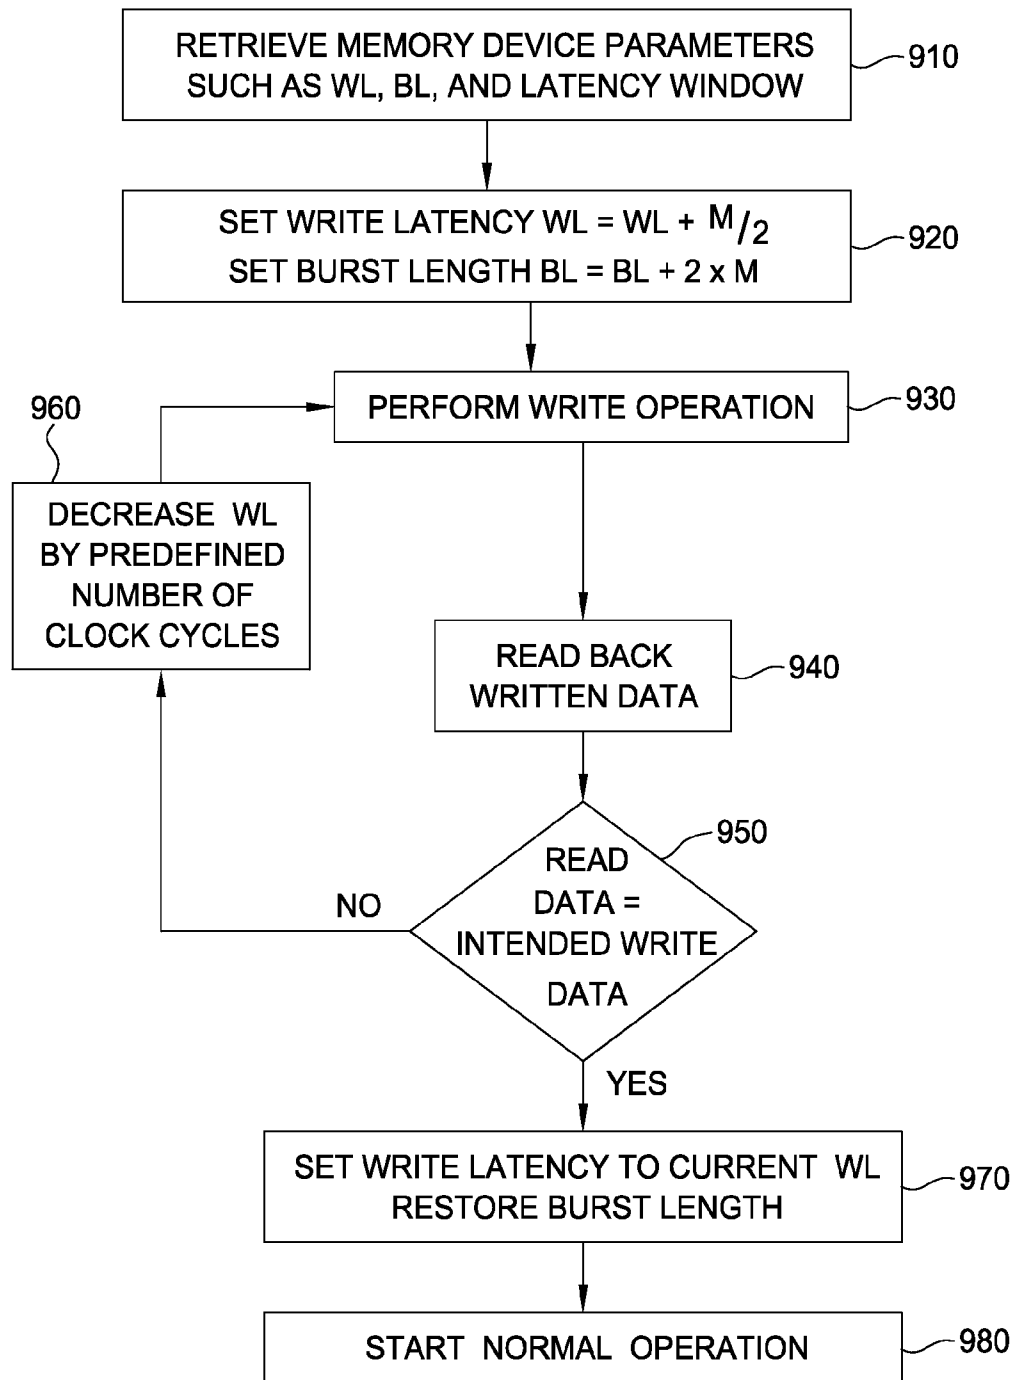 RETRIEVE MEMORY DEVICE PARAMETERS
SUCH AS WL, BL, AND LATENCY WINDOW
910
SET WRITE LATENCY WL = WL + M/2
SET BURST LENGTH BL = BL + 2 x M
920
PERFORM WRITE OPERATION
930
960
DECREASE WL
BY PREDEFINED
NUMBER OF
CLOCK CYCLES
READ BACK
WRITTEN DATA
940
950
READ
DATA =
INTENDED WRITE
DATA
NO
YES
SET WRITE LATENCY TO CURRENT WL
RESTORE BURST LENGTH
970
START NORMAL OPERATION
980